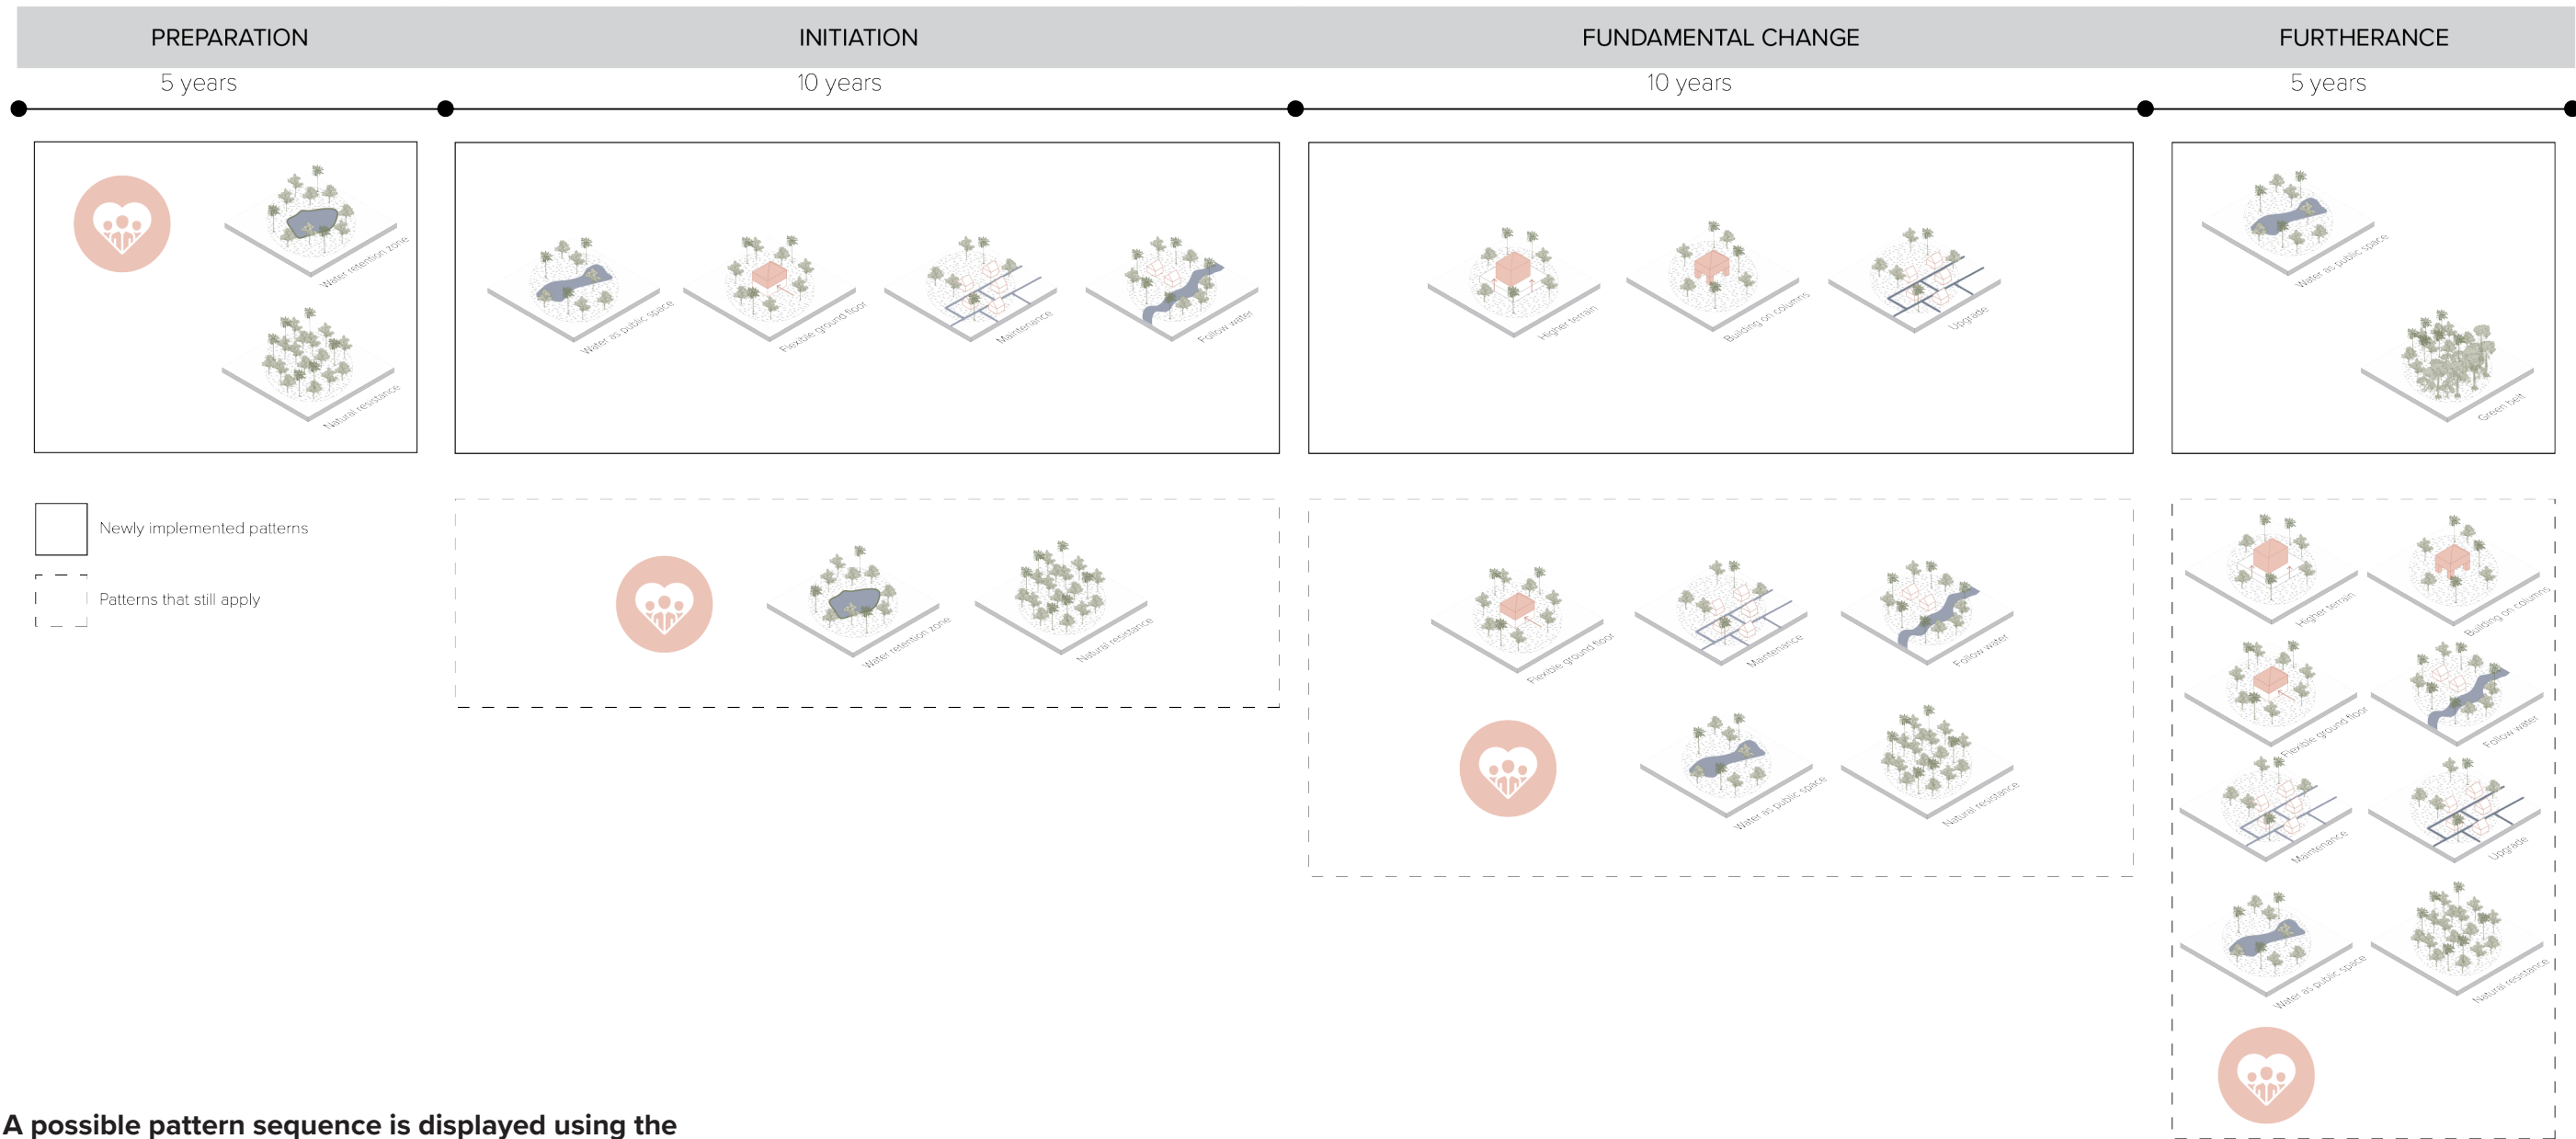 PREPARATION
INITIATION
FUNDAMENTAL CHANGE
FURTHERANCE
5 years
10 years
10 years
5 years
Water retention zone
Natural resistance
Water as public space
Flexible ground floor
Maintenance
Follow water
Higher terrain
Building on columns
Upgrade
Water as public space
Green belt
Newly implemented patterns
Patterns that still apply
Water retention zone
Natural resistance
Flexible ground floor
Maintenance
Follow water
Water as public space
Natural resistance
Higher terrain
Building on columns
Flexible ground floor
Follow water
Maintenance
Upgrade
Water as public space
Natural resistance
A possible pattern sequence is displayed using the